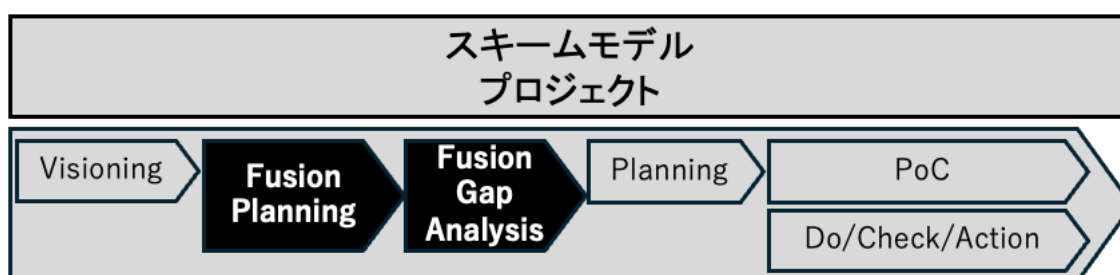 スキームモデル
プロジェクト
Visioning
Fusion
Planning
Fusion
Gap
Analysis
Planning
PoC
Do/Check/Action